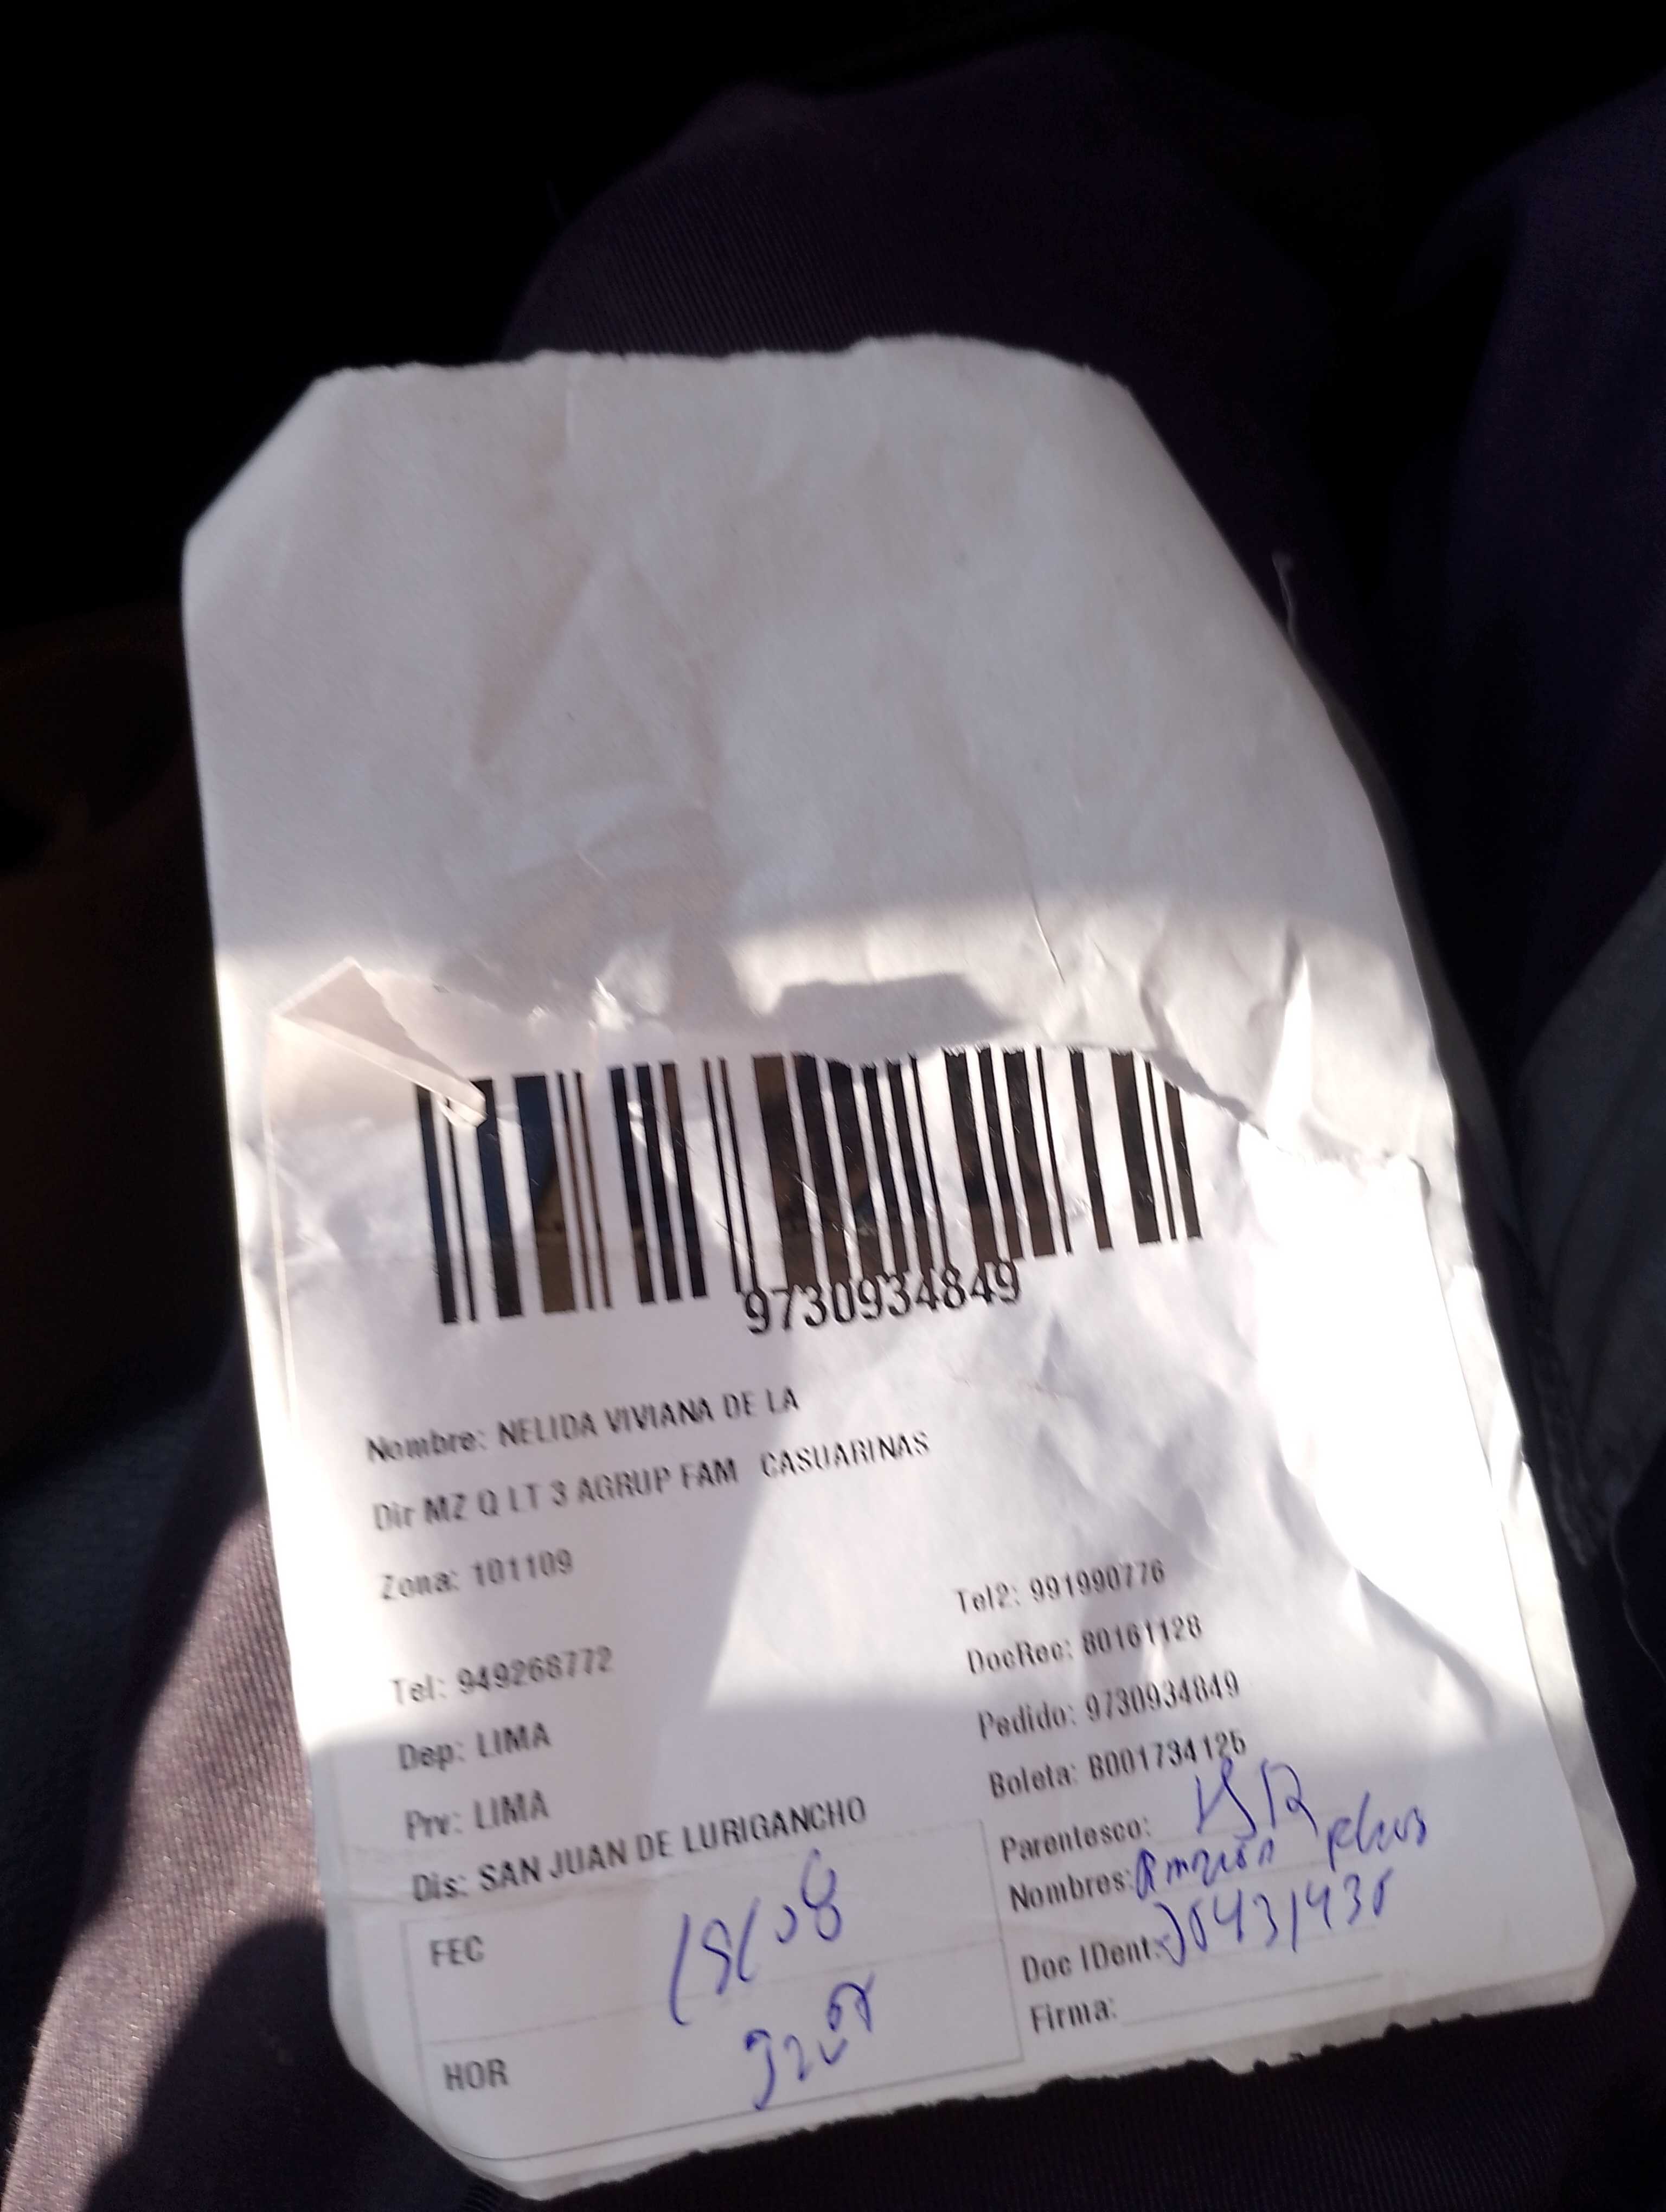 9730934849
Nombre: NELIDA VIVIANA DE LA
Dir MZ Q LT 3 AGRUP FAM CASUARINAS
Zona: 101109
Tel: 949268772
Tel2: 991990776
Dep: LIMA
DocRec: 80161128
Prv: LIMA
Pedido: 9730934849
Dis: SAN JUAN DE LURIGANCHO
Boleta: B001734125
Parentesco:
Nombres:
Doc IDent:
Firma:
FEC
HOR